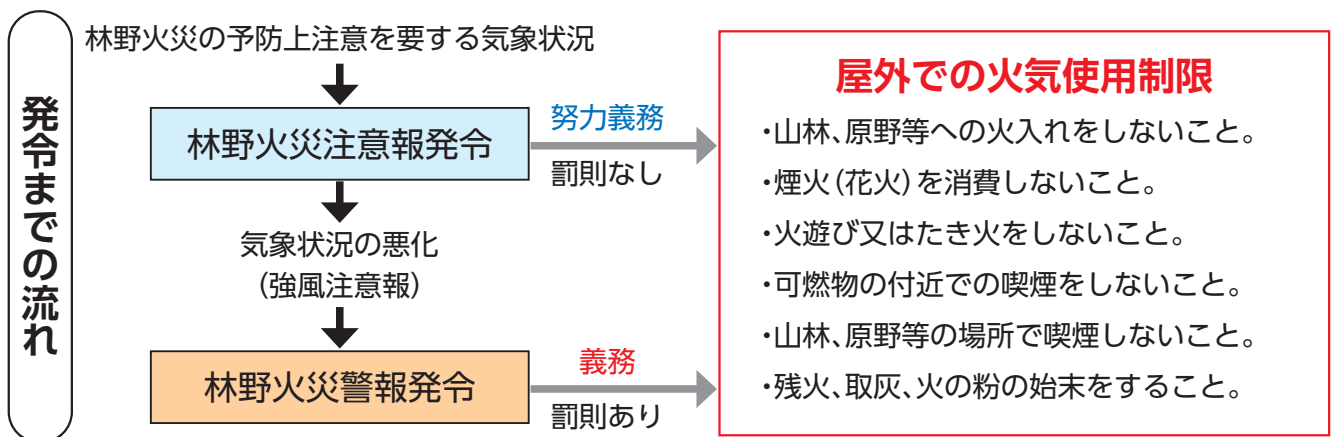 発令までの流れ
林野火災の予防上注意を要する気象状況
林野火災注意報発令
努力義務
罰則なし
気象状況の悪化
(強風注意報)
林野火災警報発令
義務
罰則あり
屋外での火気使用制限
・山林、原野等への火入れをしないこと。
・煙火(花火)を消費しないこと。
・火遊び又はたき火をしないこと。
・可燃物の付近での喫煙をしないこと。
・山林、原野等の場所で喫煙しないこと。
・残火、取灰、火の粉の始末をすること。